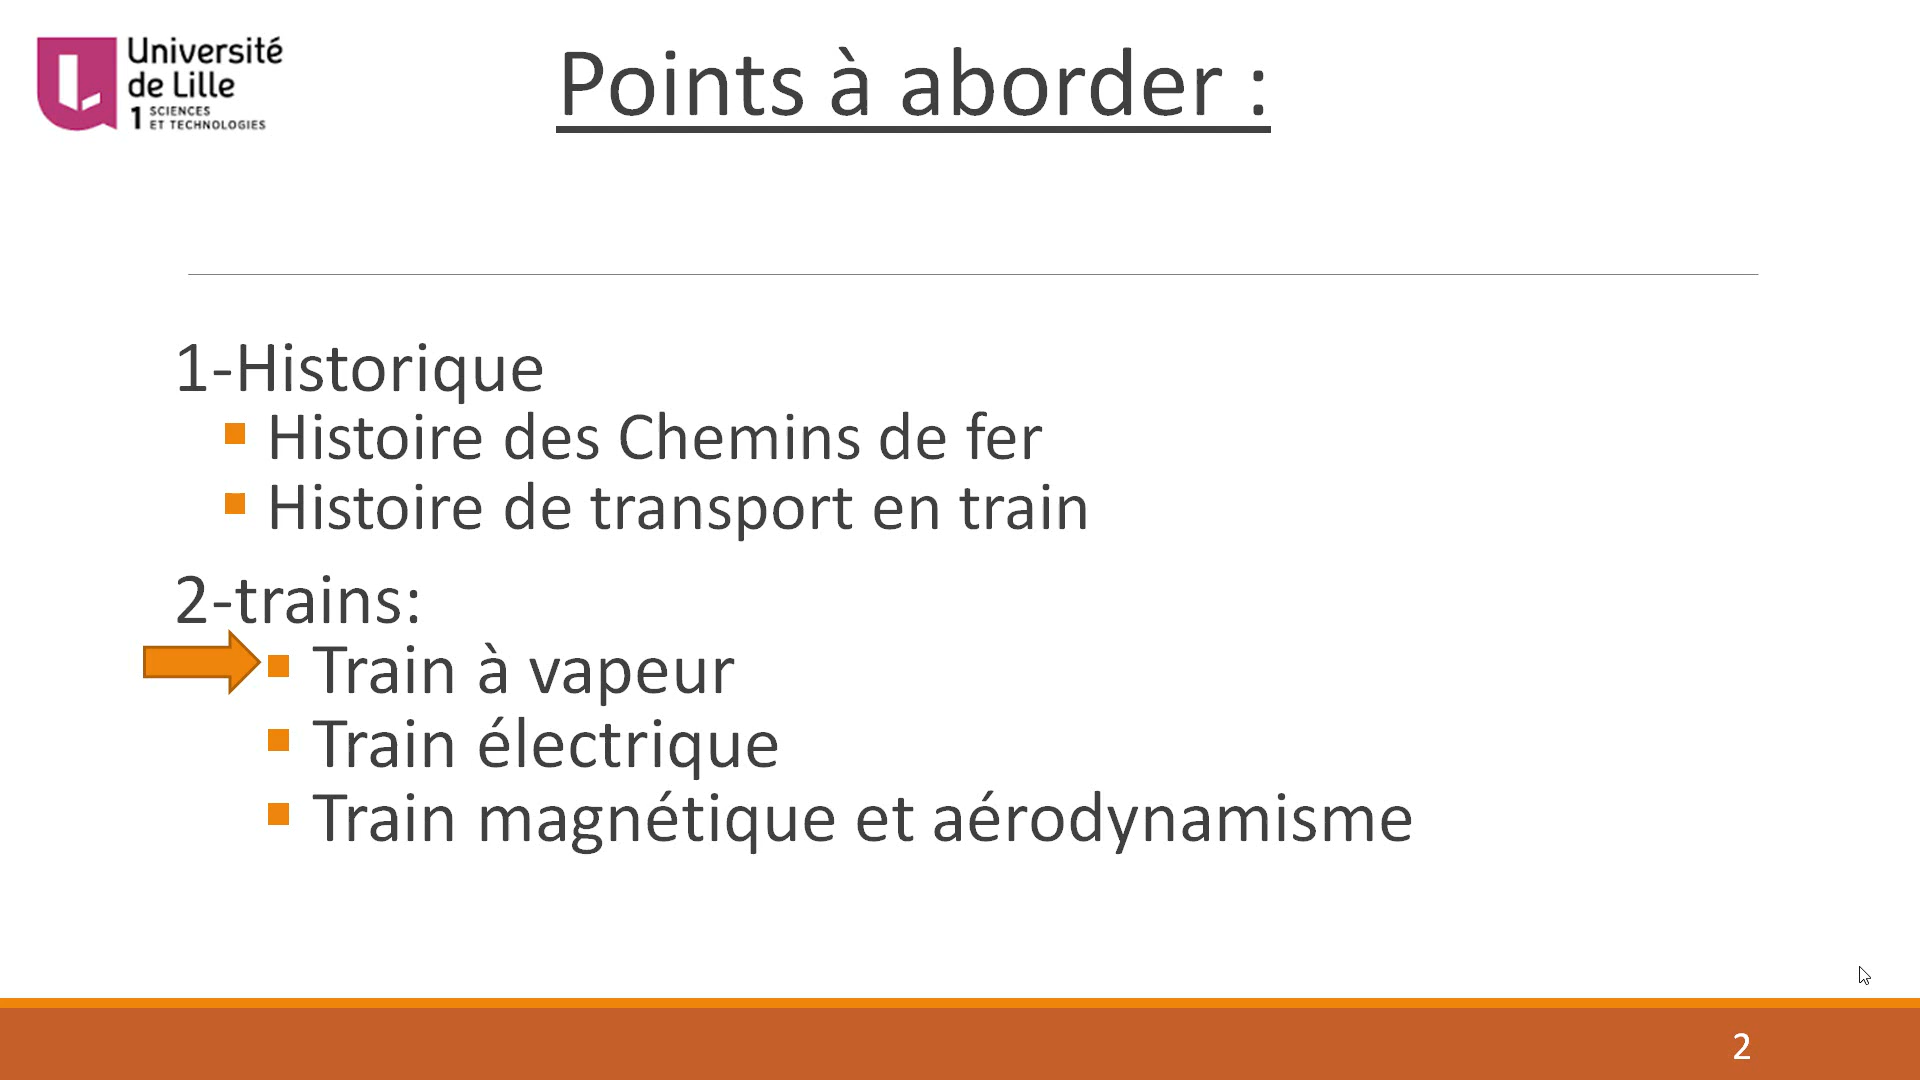 Université
de Lille
1 SCIENCES
ET TECHNOLOGIES
Points à aborder :
1-Historique
Histoire des Chemins de fer
Histoire de transport en train
2-trains:
Train à vapeur
Train électrique
Train magnétique et aérodynamisme
2